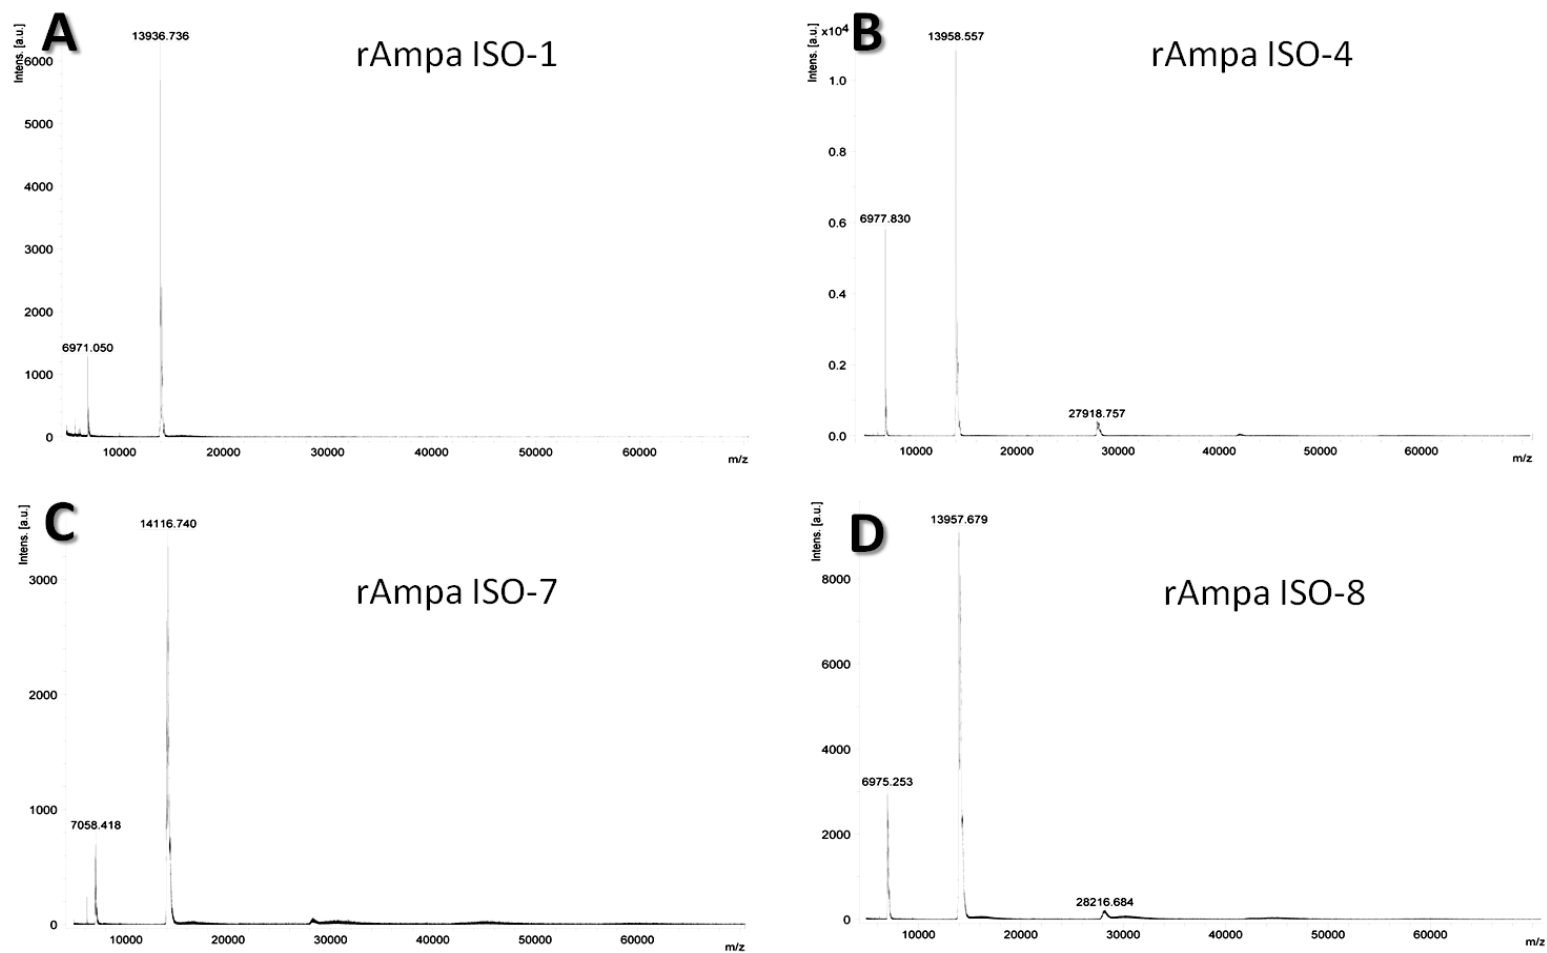 A
Intens. [a.u.]
13936.736
rAmpa ISO-1
6000
5000
4000
3000
2000
6971.050
1000
0
10000 20000 30000 40000 50000 60000
m/z
B
Intens. [a.u.]
x10⁴
13958.557
rAmpa ISO-4
1.0
0.8
6977.830
0.6
0.4
0.2
27918.757
0.0
10000 20000 30000 40000 50000 60000
m/z
C
Intens. [a.u.]
14116.740
rAmpa ISO-7
3000
2000
1000
7058.418
0
10000 20000 30000 40000 50000 60000
m/z
D
Intens. [a.u.]
13957.679
rAmpa ISO-8
8000
6000
4000
6975.253
2000
28216.684
0
10000 20000 30000 40000 50000 60000
m/z